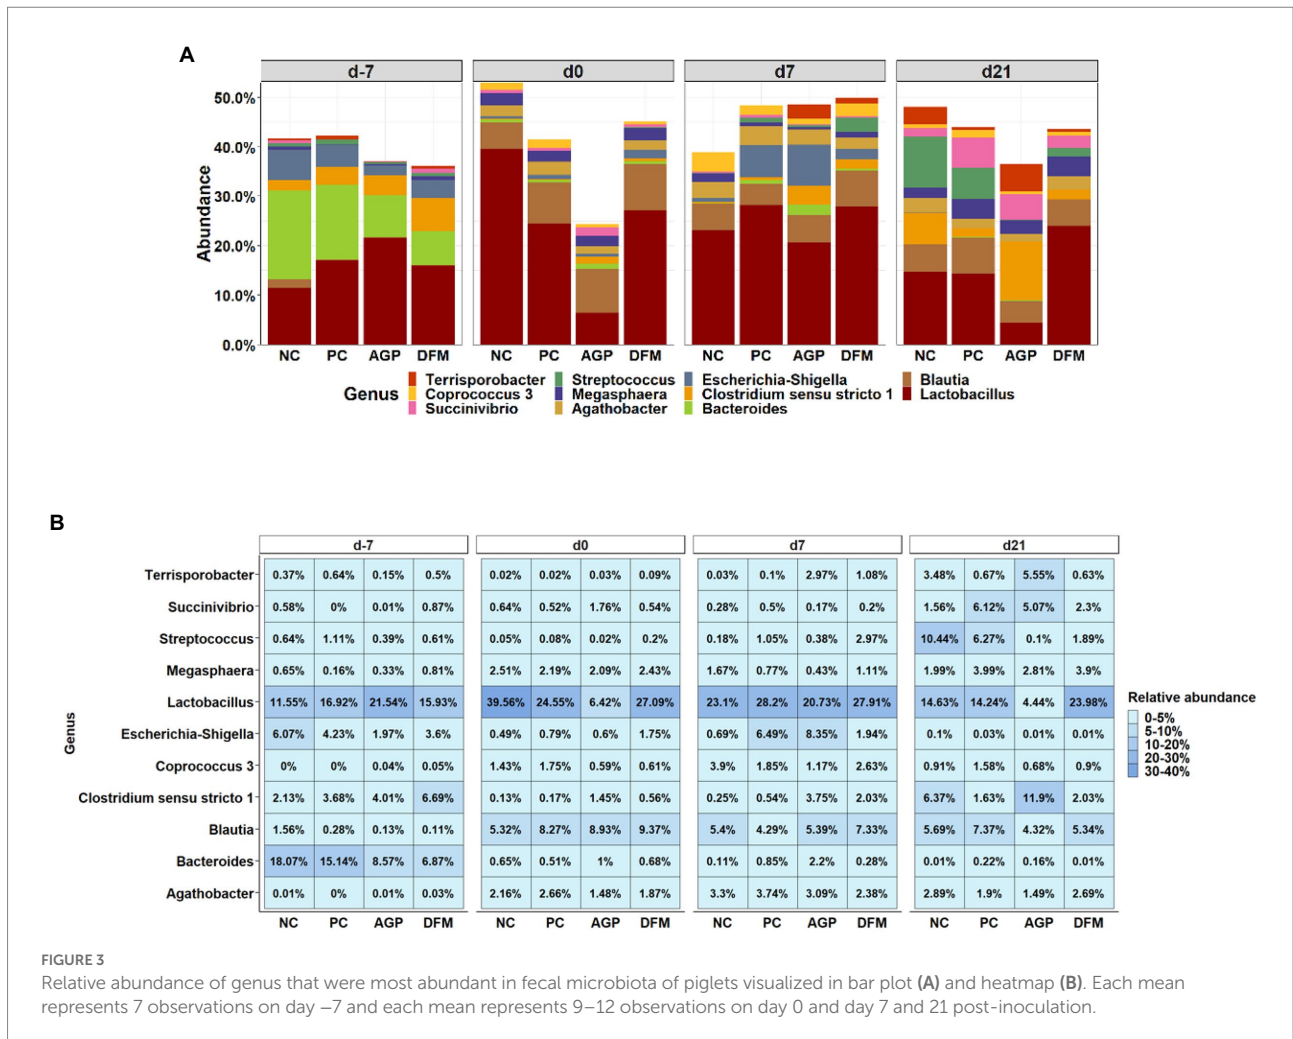 A
d-7 d0 d7 d21
Abundance
50.0%
40.0%
30.0%
20.0%
10.0%
0.0%
NC PC AGP DFM NC PC AGP DFM NC PC AGP DFM NC PC AGP DFM
Genus
Terrisporobacter Streptococcus Escherichia-Shigella Blautia
Coprococcus 3 Megasphaera Clostridium sensu stricto 1 Lactobacillus
Succinivibrio Agathobacter Bacteroides
B
d-7 d0 d7 d21
Genus
Terrisporobacter 0.37% 0.64% 0.15% 0.5% 0.02% 0.02% 0.03% 0.09% 0.03% 0.1% 2.97% 1.08% 3.48% 0.67% 5.55% 0.63%
Succinivibrio 0.58% 0% 0.01% 0.87% 0.64% 0.52% 1.76% 0.54% 0.28% 0.5% 0.17% 0.2% 1.56% 6.12% 5.07% 2.3%
Streptococcus 0.64% 1.11% 0.39% 0.61% 0.05% 0.08% 0.02% 0.2% 0.18% 1.05% 0.38% 2.97% 10.44% 6.27% 0.1% 1.89%
Megasphaera 0.65% 0.16% 0.33% 0.81% 2.51% 2.19% 2.09% 2.43% 1.67% 0.77% 0.43% 1.11% 1.99% 3.99% 2.81% 3.9%
Lactobacillus 11.55% 16.92% 21.54% 15.93% 39.56% 24.55% 6.42% 27.09% 23.1% 28.2% 20.73% 27.91% 14.63% 14.24% 4.44% 23.98%
Escherichia-Shigella 6.07% 4.23% 1.97% 3.6% 0.49% 0.79% 0.6% 1.75% 0.69% 6.49% 8.35% 1.94% 0.1% 0.03% 0.01% 0.01%
Coprococcus 3 0% 0% 0.04% 0.05% 1.43% 1.75% 0.59% 0.61% 3.9% 1.85% 1.17% 2.63% 0.91% 1.58% 0.68% 0.9%
Clostridium sensu stricto 1 2.13% 3.68% 4.01% 6.69% 0.13% 0.17% 1.45% 0.56% 0.25% 0.54% 3.75% 2.03% 6.37% 1.63% 11.9% 2.03%
Blautia 1.56% 0.28% 0.13% 0.11% 5.32% 8.27% 8.93% 9.37% 5.4% 4.29% 5.39% 7.33% 5.69% 7.37% 4.32% 5.34%
Bacteroides 18.07% 15.14% 8.57% 6.87% 0.65% 0.51% 1% 0.68% 0.11% 0.85% 2.2% 0.28% 0.01% 0.22% 0.16% 0.01%
Agathobacter 0.01% 0% 0.01% 0.03% 2.16% 2.66% 1.48% 1.87% 3.3% 3.74% 3.09% 2.38% 2.89% 1.9% 1.49% 2.69%
NC PC AGP DFM NC PC AGP DFM NC PC AGP DFM NC PC AGP DFM
Relative abundance
0-5%
5-10%
10-20%
20-30%
30-40%
FIGURE 3
Relative abundance of genus that were most abundant in fecal microbiota of piglets visualized in bar plot (A) and heatmap (B). Each mean
represents 7 observations on day −7 and each mean represents 9–12 observations on day 0 and day 7 and 21 post-inoculation.